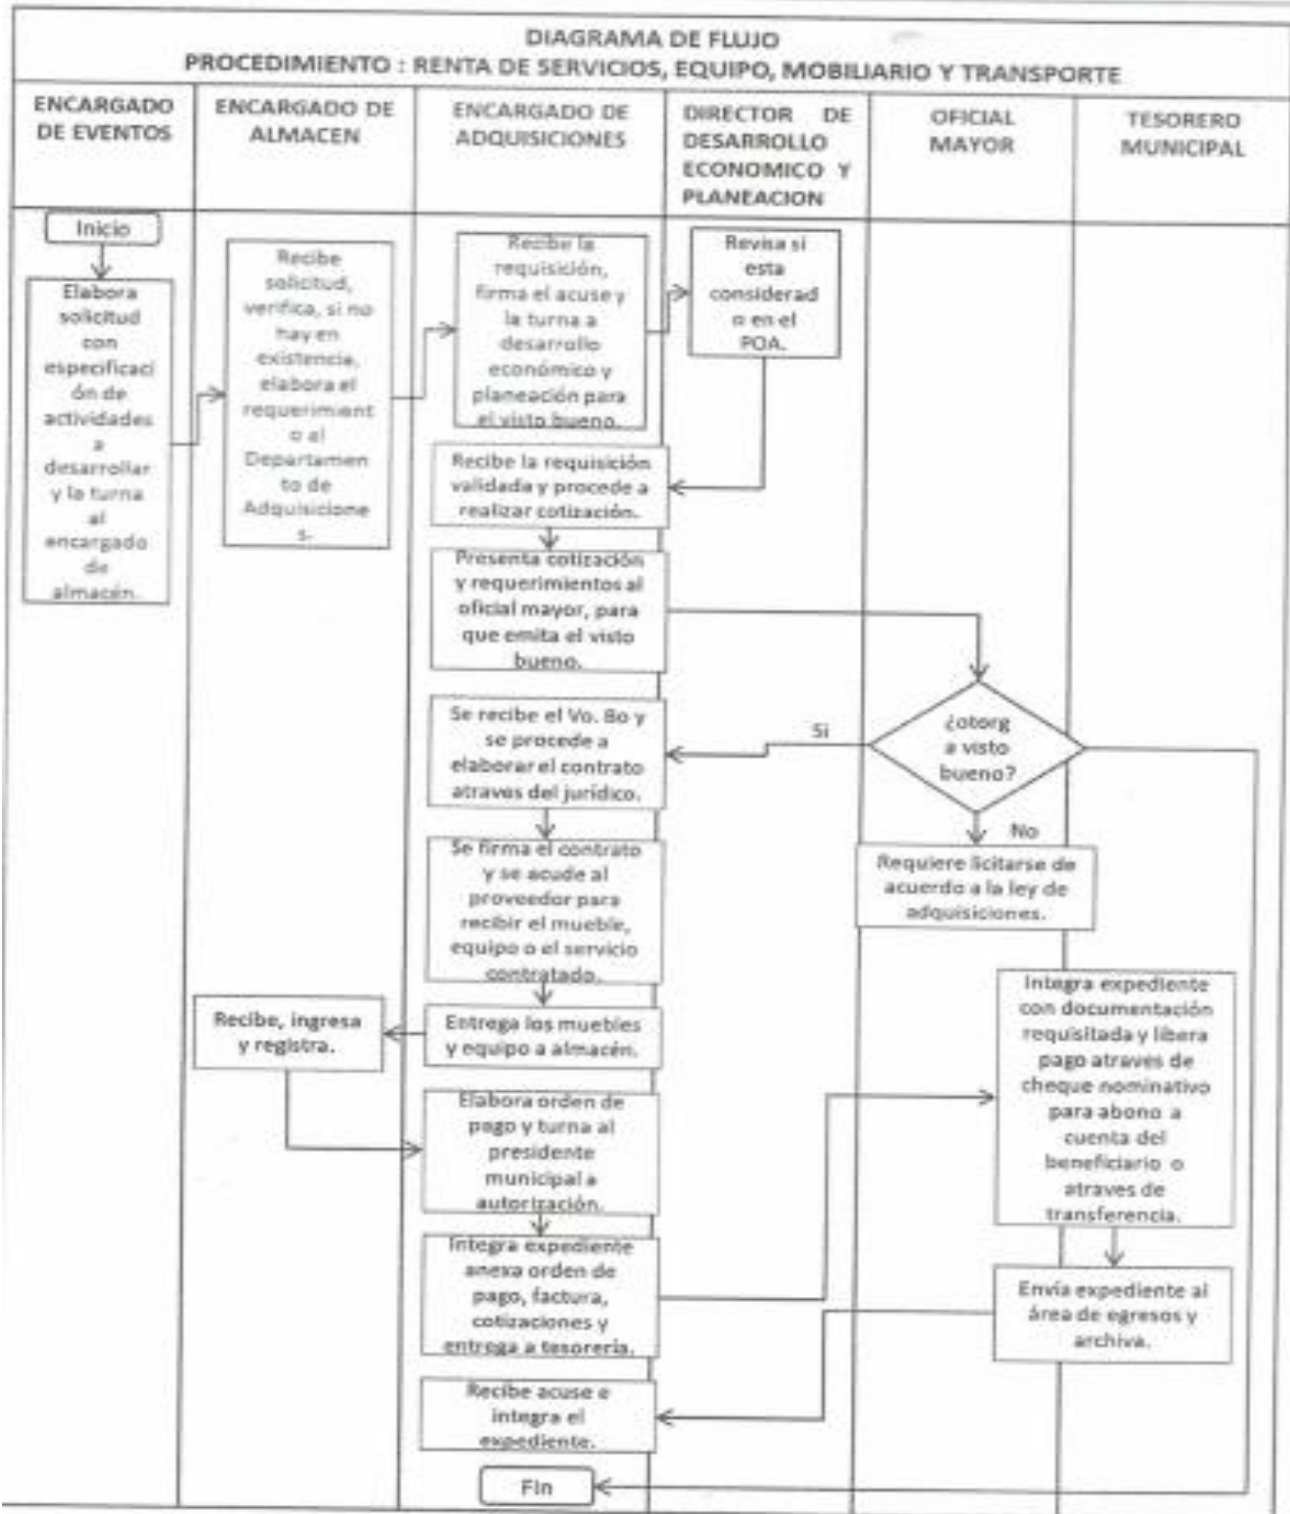 DIAGRAMA DE FLUJO
PROCEDIMIENTO : RENTA DE SERVICIOS, EQUIPO, MOBILIARIO Y TRANSPORTE
ENCARGADO
DE EVENTOS
ENCARGADO DE
ALMACEN
ENCARGADO DE
ADQUISICIONES
DIRECTOR DE
DESARROLLO
ECONOMICO Y
PLANEACION
OFICIAL
MAYOR
TESORERO
MUNICIPAL
Inicio
Elabora
solicitud
con
especificaci
ón de
actividades
a
desarrollar
y la turna
al
encargado
de
almacén.
Recibe
solicitud,
verifica, si no
hay en
existencia,
elabora el
requerimient
o al
Departamen
to de
Adquisicione
s.
Recibe la
requisición,
firma el acuse y
la turna a
desarrollo
económico y
planeación para
el visto bueno.
Revisa si
esta
considerad
o en el
POA.
Recibe la requisición
validada y procede a
realizar cotización.
Presenta cotización
y requerimientos al
oficial mayor, para
que emita el visto
bueno.
¿otorg
a visto
bueno?
Si
No
Se recibe el Vo. Bo y
se procede a
elaborar el contrato
atraves del jurídico.
Requiere licitarse de
acuerdo a la ley de
adquisiciones.
Se firma el contrato
y se acude al
proveedor para
recibir el mueble,
equipo o el servicio
contratado.
Entrega los muebles
y equipo a almacén.
Recibe, ingresa
y registra.
Elabora orden de
pago y turna al
presidente
municipal a
autorización.
Integra expediente
anexa orden de
pago, factura,
cotizaciones y
entrega a tesorería.
Integra expediente
con documentación
requisitada y libera
pago atraves de
cheque nominativo
para abono a
cuenta del
beneficiario o
atraves de
transferencia.
Envía expediente al
área de egresos y
archiva.
Recibe acuse e
integra el
expediente.
Fin